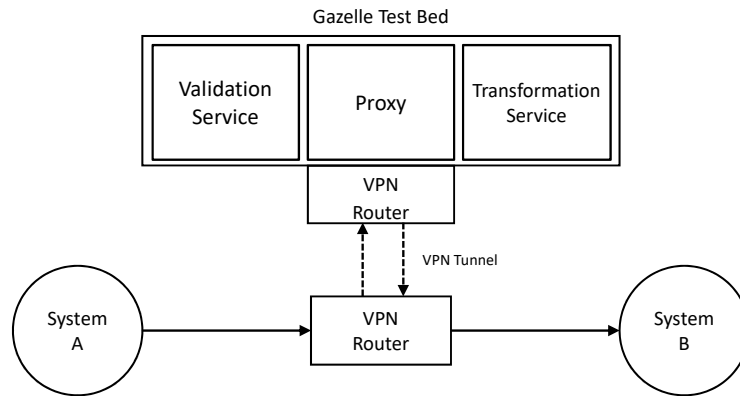 Gazelle Test Bed
Validation
Service
Proxy
Transformation
Service
VPN
Router
VPN Tunnel
System
A
VPN
Router
System
B